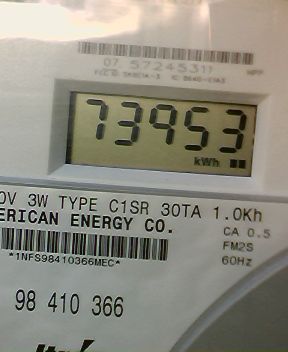 07 57245311
73953
kWh
0V 3W TYPE C1SR 30TA 1.0Kh
ERICAN ENERGY CO.
CA 0.5
FM2S
60Hz
*1NFS98410366MEC*
98 410 366